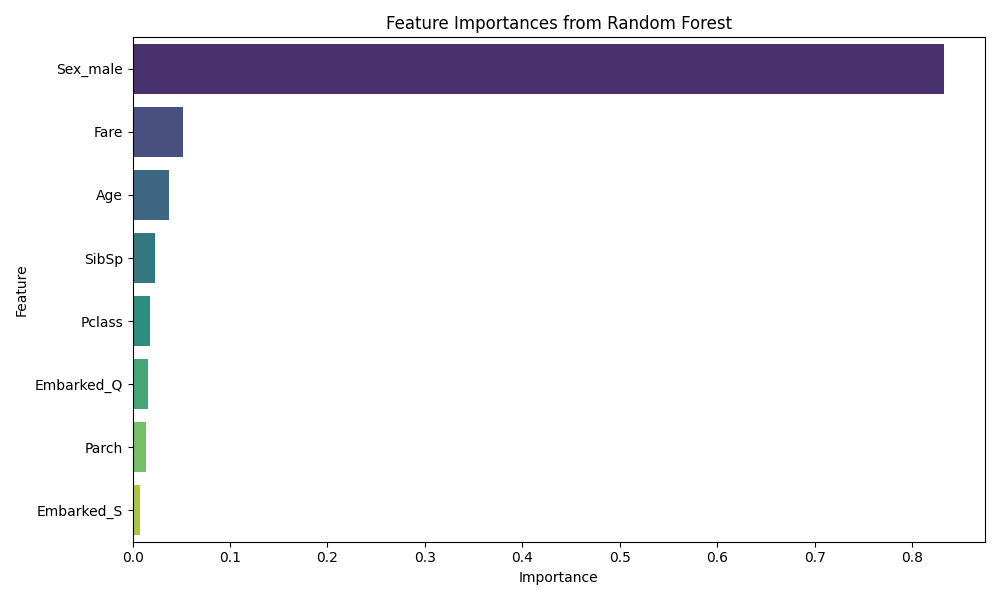 Feature Importances from Random Forest
Sex_male
Fare
Age
SibSp
Pclass
Embarked_Q
Parch
Embarked_S
Feature
0.0 0.1 0.2 0.3 0.4 0.5 0.6 0.7 0.8
Importance